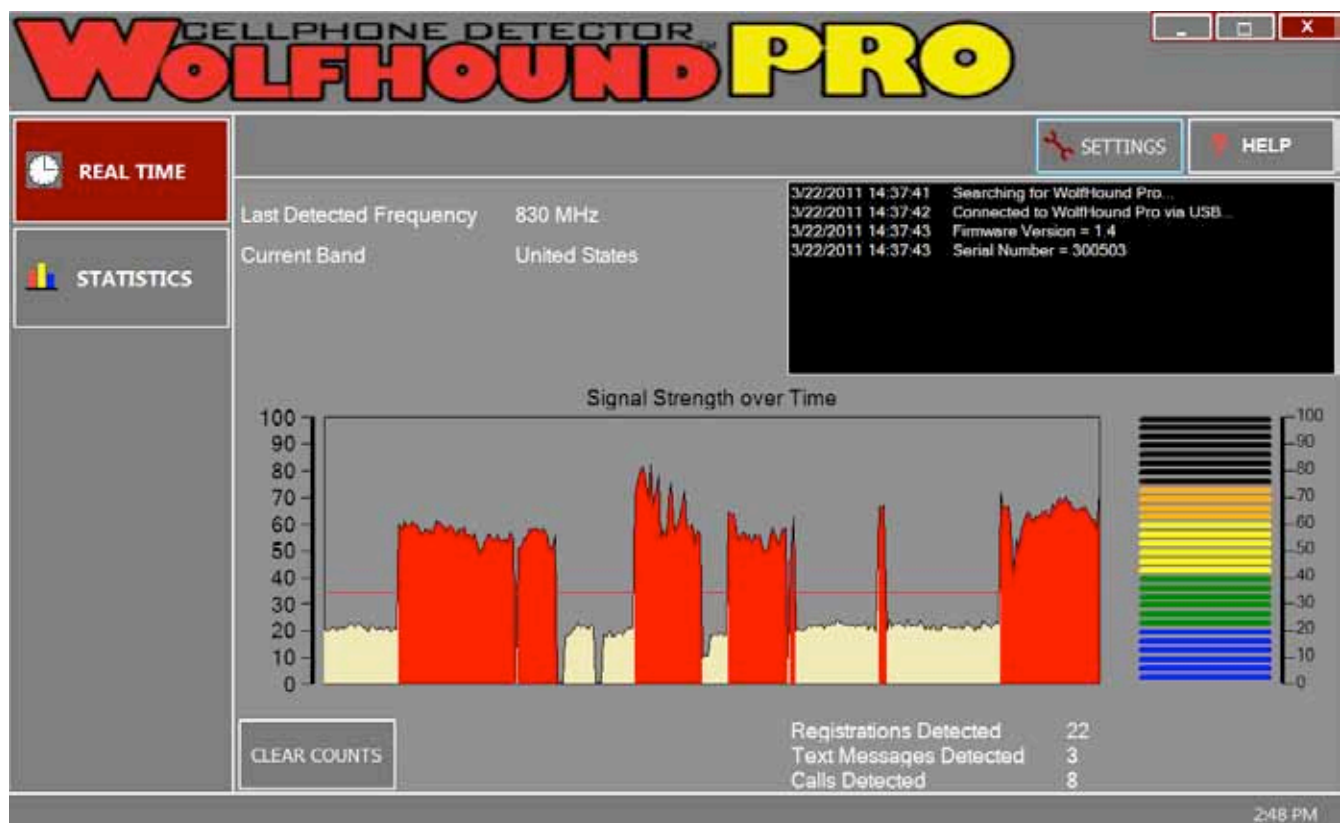 CELLPHONE DETECTOR
WOLFHOUND™ PRO
- □ X
REAL TIME
STATISTICS
SETTINGS
HELP
Last Detected Frequency 830 MHz
Current Band United States
3/22/2011 14:37:41 Searching for WolfHound Pro...
3/22/2011 14:37:42 Connected to WolfHound Pro via USB...
3/22/2011 14:37:43 Firmware Version = 1.4
3/22/2011 14:37:43 Serial Number = 300503
Signal Strength over Time
100
90
80
70
60
50
40
30
20
10
0
100
90
80
70
60
50
40
30
20
10
0
CLEAR COUNTS
Registrations Detected 22
Text Messages Detected 3
Calls Detected 8
2:48 PM